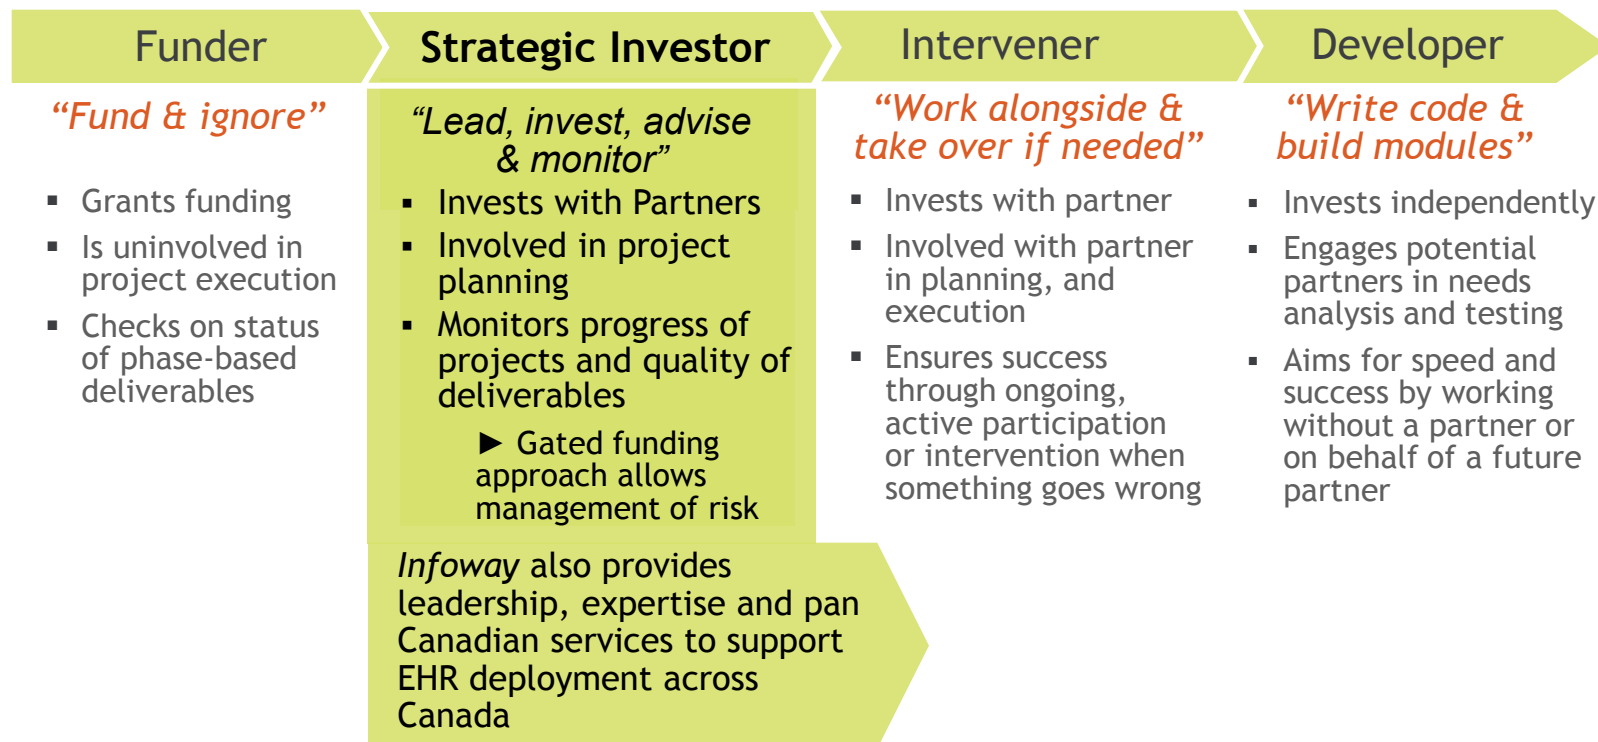 Funder
Strategic Investor
Intervener
Developer
“Fund & ignore”
▪ Grants funding
▪ Is uninvolved in
project execution
▪ Checks on status
of phase-based
deliverables
“Lead, invest, advise
& monitor”
▪ Invests with Partners
▪ Involved in project
planning
▪ Monitors progress of
projects and quality of
deliverables
► Gated funding
approach allows
management of risk
Infoway also provides
leadership, expertise and pan
Canadian services to support
EHR deployment across
Canada
“Work alongside &
take over if needed”
▪ Invests with partner
▪ Involved with partner
in planning, and
execution
▪ Ensures success
through ongoing,
active participation
or intervention when
something goes wrong
“Write code &
build modules”
▪ Invests independently
▪ Engages potential
partners in needs
analysis and testing
▪ Aims for speed and
success by working
without a partner or
on behalf of a future
partner